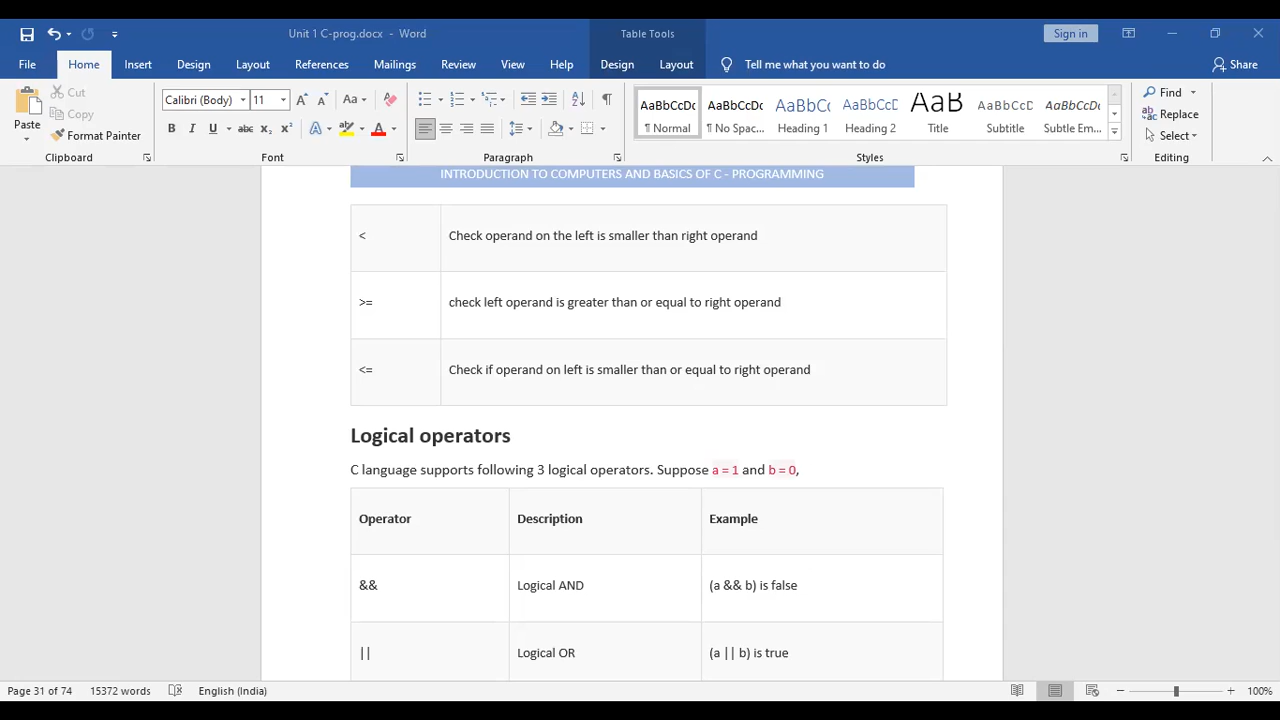 Unit 1 C-prog.docx - Word
Table Tools
Sign in
File Home Insert Design Layout References Mailings Review View Help Design Layout Tell me what you want to do Share
Paste
Cut
Copy
Format Painter
Clipboard
Calibri (Body) 11
Aa
B I U abc x₂ x² A A
Font
Paragraph
AaBbCcDc AaBbCcDc AaBbCc AaBbCcD AaB AaBbCcD AaBbCcDc
¶ Normal ¶ No Spac... Heading 1 Heading 2 Title Subtitle Subtle Em...
Styles
Find
Replace
Select
Editing
INTRODUCTION TO COMPUTERS AND BASICS OF C - PROGRAMMING
< Check operand on the left is smaller than right operand
>= check left operand is greater than or equal to right operand
<= Check if operand on left is smaller than or equal to right operand
Logical operators
C language supports following 3 logical operators. Suppose a = 1 and b = 0,
Operator Description Example
&& Logical AND (a && b) is false
|| Logical OR (a || b) is true
Page 31 of 74 15372 words English (India) 100%